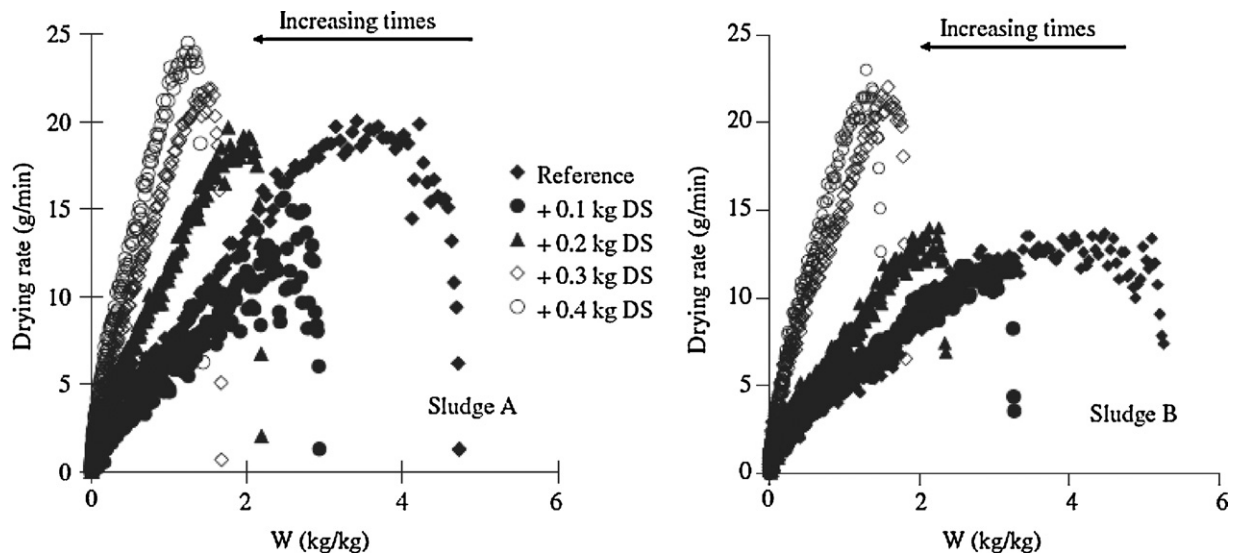 Increasing times
25
20
15
10
5
0
Drying rate (g/min)
0 2 4 6
W (kg/kg)
Sludge A
Reference
+ 0.1 kg DS
+ 0.2 kg DS
+ 0.3 kg DS
+ 0.4 kg DS
Increasing times
25
20
15
10
5
0
Drying rate (g/min)
0 2 4 6
W (kg/kg)
Sludge B